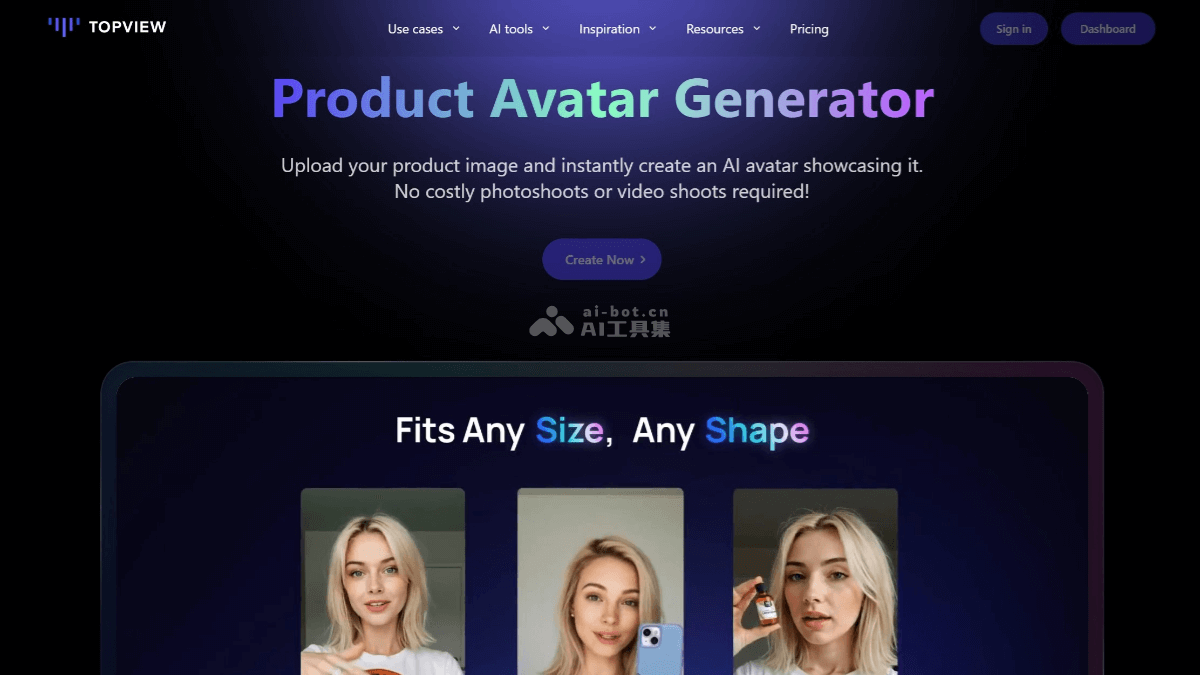 TOPVIEW
Use cases
AI tools
Inspiration
Resources
Pricing
Sign in
Dashboard
Product Avatar Generator
Upload your product image and instantly create an AI avatar showcasing it.
No costly photoshoots or video shoots required!
Create Now
ai-bot.cn
AI工具集
Fits Any Size, Any Shape